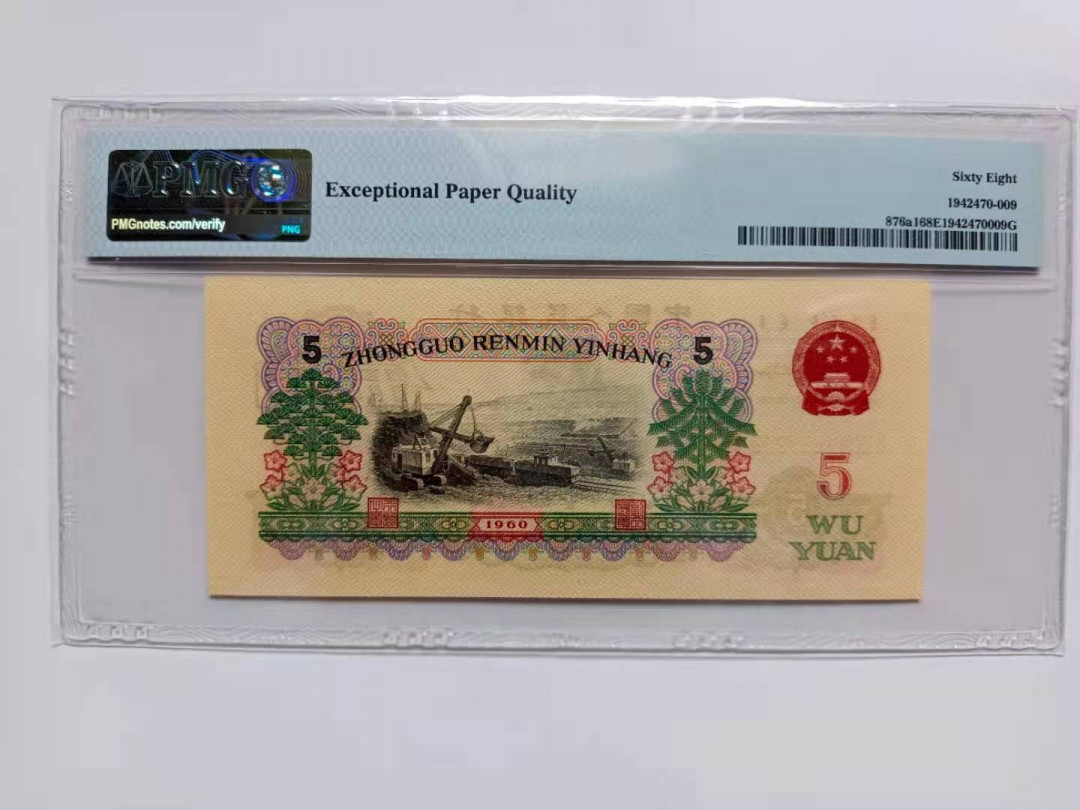 PMG
PMGnotes.com/verify
PNG
Exceptional Paper Quality
Sixty Eight
1942470-009
876a168E1942470009G
5
ZHONGGUO RENMIN YINHANG
5
1960
5
WU
YUAN